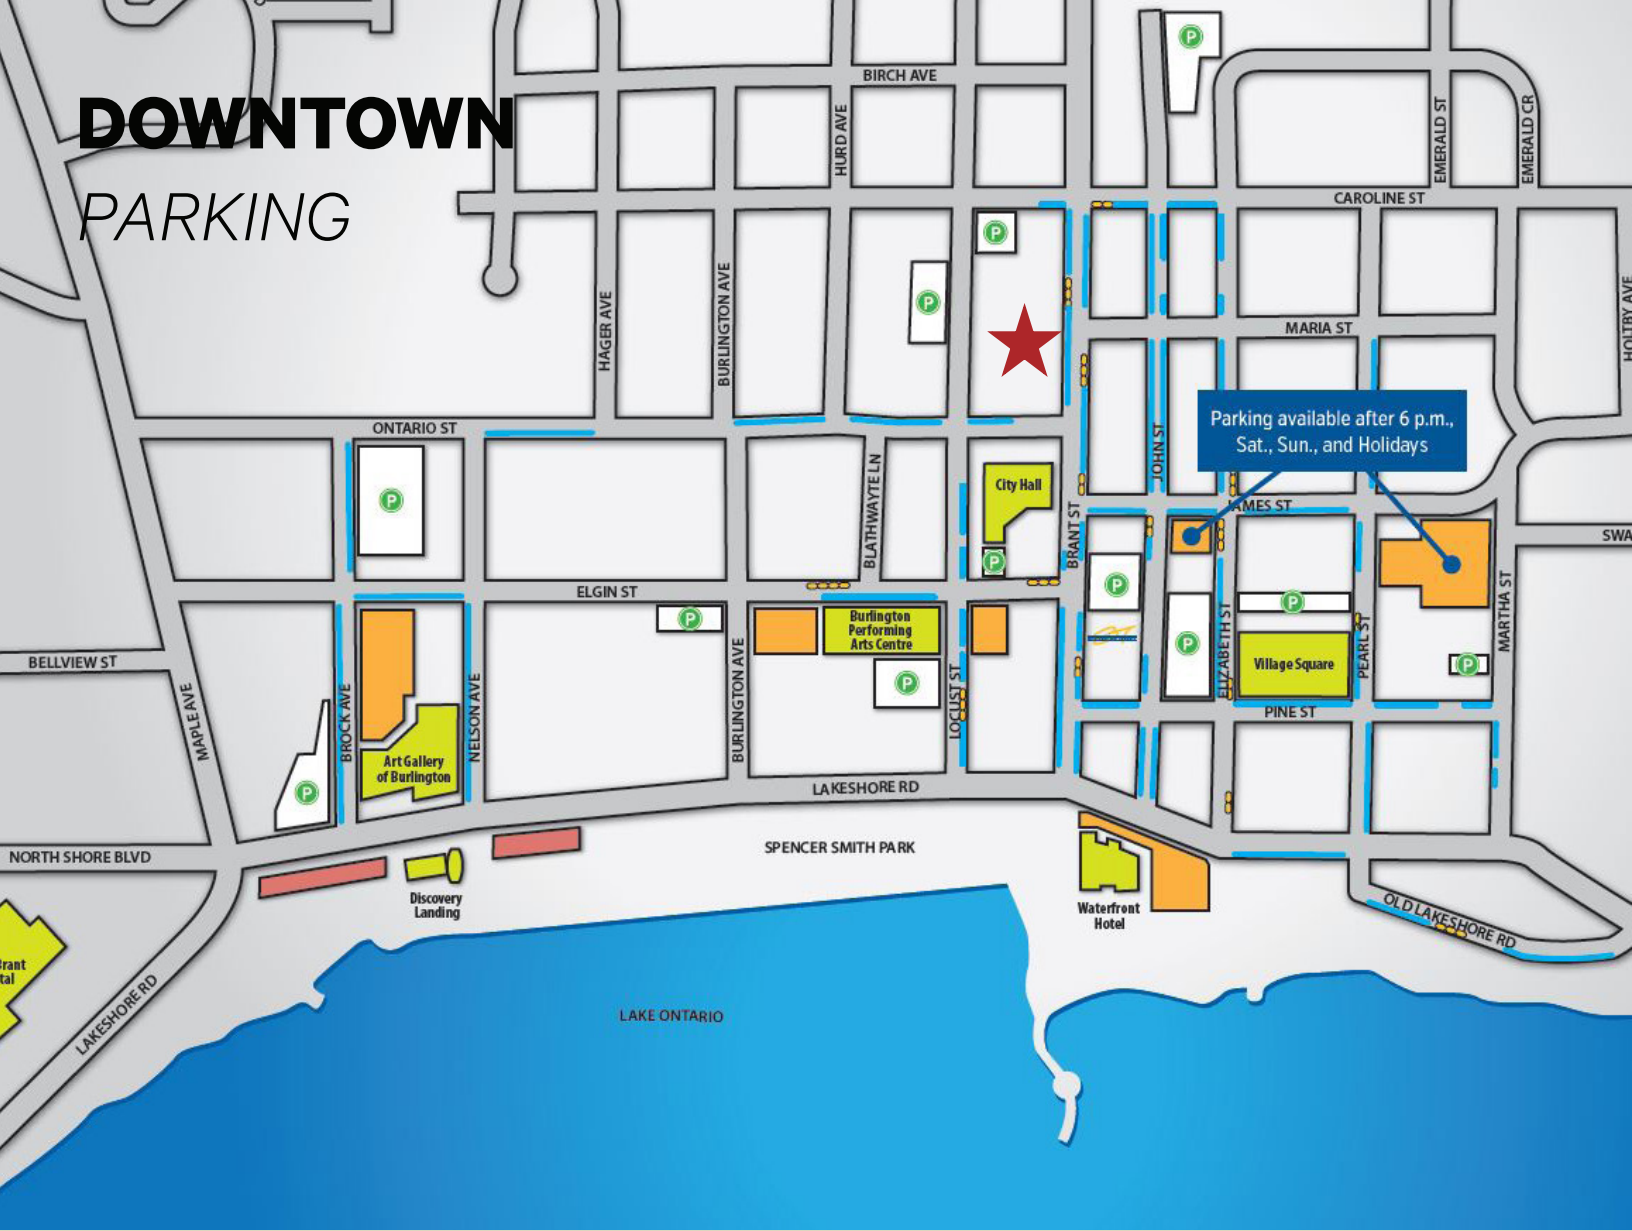 DOWNTOWN
PARKING
P
BIRCH AVE
HURD AVE
EMERALD ST
EMERALD CR
CAROLINE ST
P
P
HAGER AVE
BURLINGTON AVE
MARIA ST
HOLTBY AVE
Parking available after 6 p.m.,
Sat., Sun., and Holidays
ONTARIO ST
JOHN ST
BLATHWAYTE LN
City Hall
P
BRANT ST
AMES ST
SWA
P
P
ELGIN ST
P
P
Burlington
Performing
Arts Centre
P
ELIZABETH ST
PEARL ST
MARTHA ST
Village Square
P
BELLVIEW ST
MAPLE AVE
BROCK AVE
NELSON AVE
BURLINGTON AVE
P
LOCUST ST
PINE ST
P
Art Gallery
of Burlington
LAKESHORE RD
NORTH SHORE BLVD
SPENCER SMITH PARK
Discovery
Landing
Waterfront
Hotel
OLD LAKESHORE RD
rant
tal
LAKESHORE RD
LAKE ONTARIO